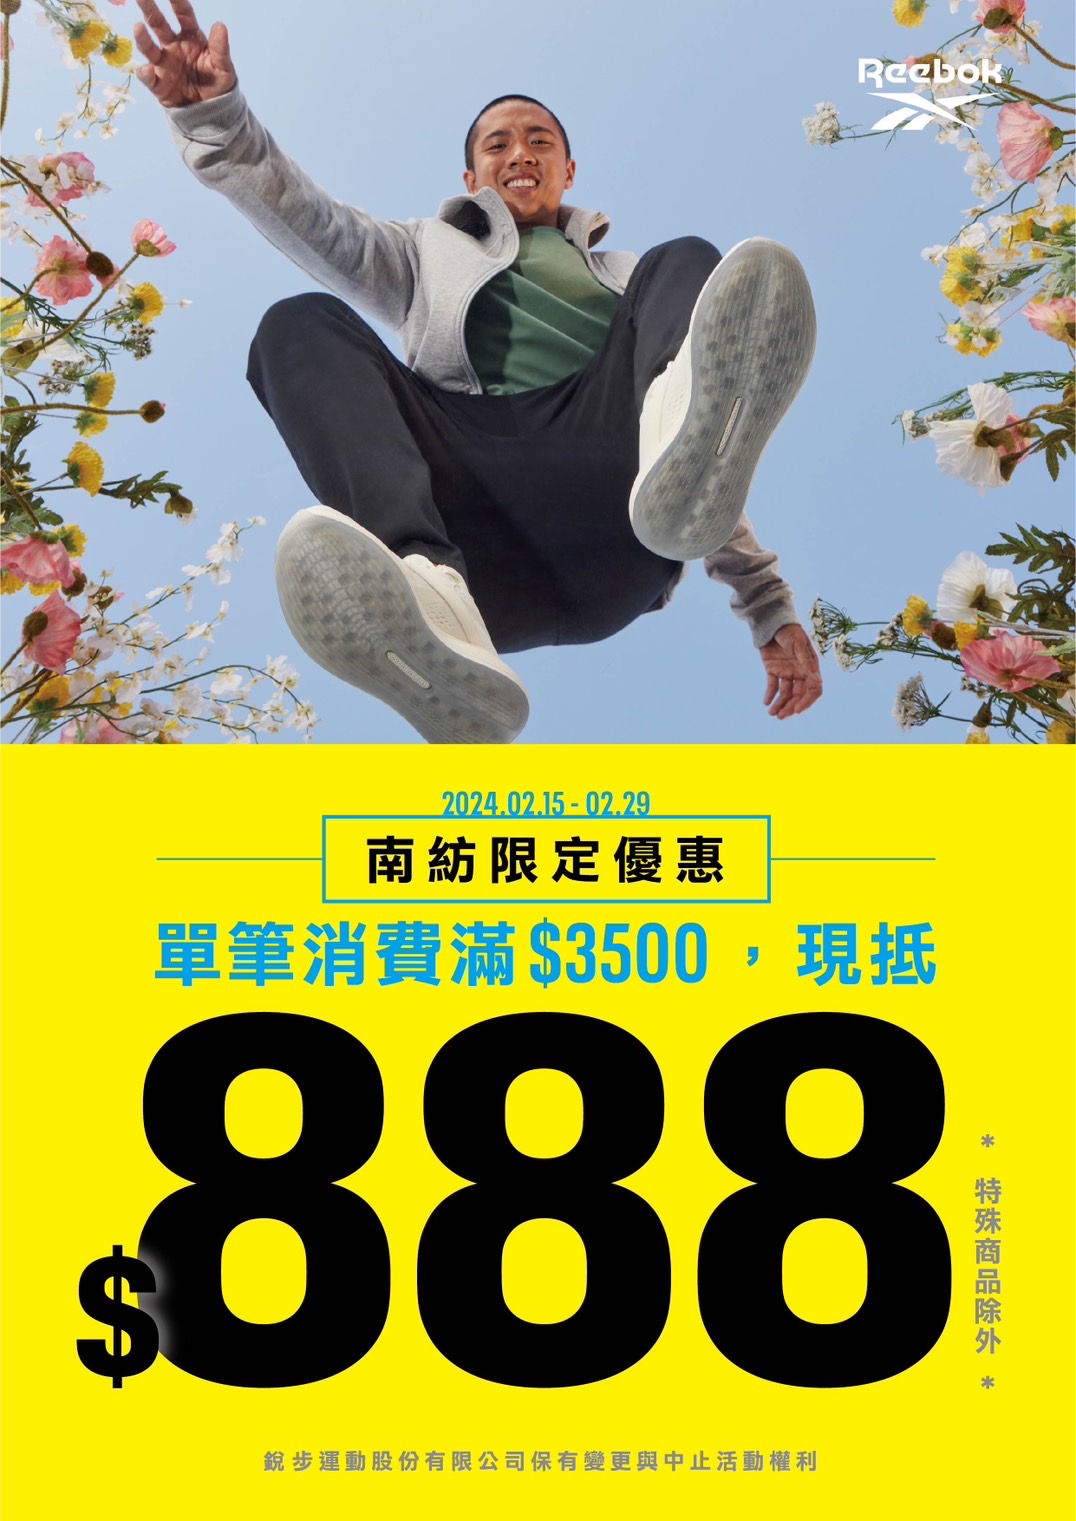 Reebok
2024.02.15 - 02.29
南紡限定優惠
單筆消費滿$3500，現抵
$888
* 特殊商品除外 *
銳步運動股份有限公司保有變更與中止活動權利